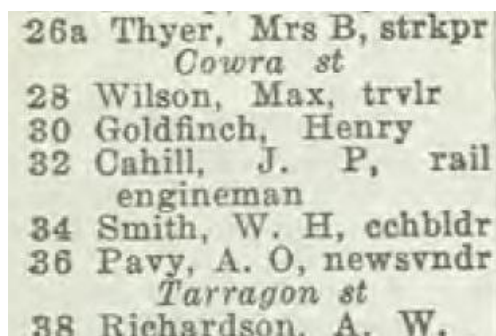 26a Thyer, Mrs B, strkpr
Cowra st
28 Wilson, Max, trvlr
30 Goldfinch, Henry
32 Cahill, J. P, rail
engineman
34 Smith, W. H, cchbldr
36 Pavy, A. O, newsvndr
Tarragon st
38 Richardson, A. W.